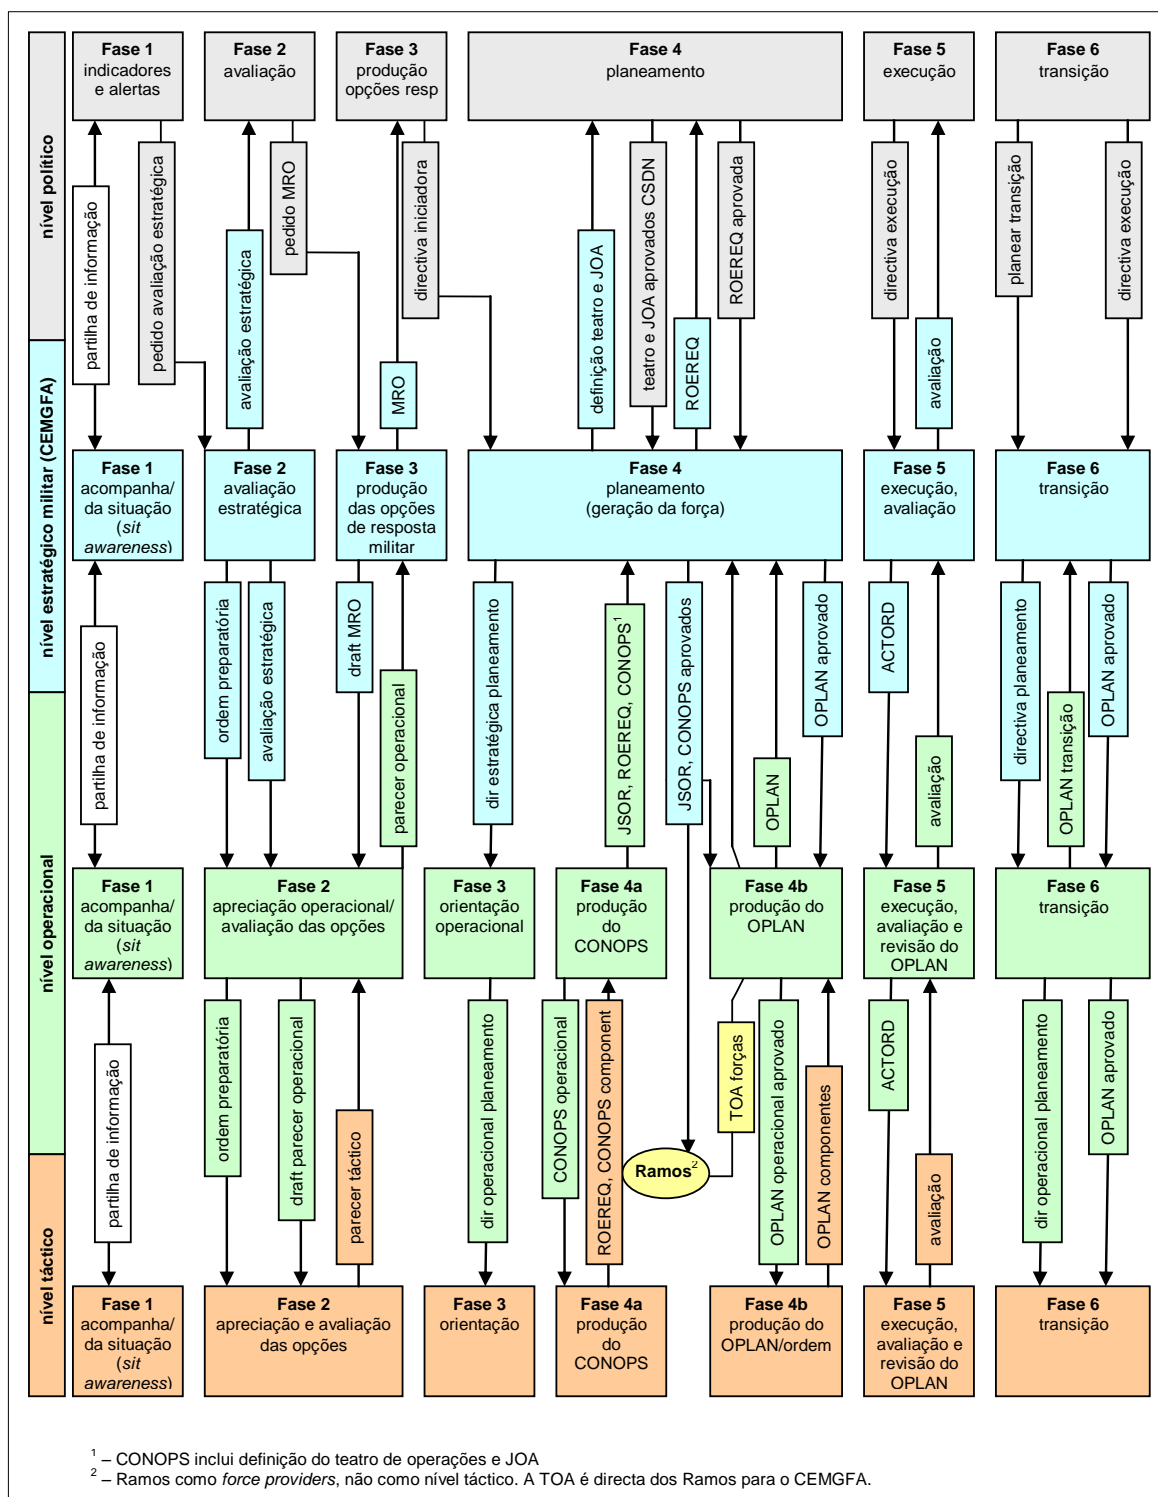 nível político
Fase 1
indicadores
e alertas
Fase 2
avaliação
Fase 3
produção
opções resp
Fase 4
planeamento
Fase 5
execução
Fase 6
transição
partilha de informação
pedido avaliação estratégica
avaliação estratégica
pedido MRO
MRO
directiva iniciadora
definição teatro e JOA
teatro e JOA aprovados CSDN
ROEREQ
ROEREQ aprovada
directiva execução
avaliação
planear transição
directiva execução
nível estratégico militar (CEMGFA)
Fase 1
acompanha/
da situação
(sit
awareness)
Fase 2
avaliação
estratégica
Fase 3
produção
das opções
de resposta
militar
Fase 4
planeamento
(geração da força)
Fase 5
execução,
avaliação
Fase 6
transição
partilha de informação
ordem preparatória
avaliação estratégica
draft MRO
parecer operacional
dir estratégica planeamento
JSOR, ROEREQ, CONOPS1
JSOR, CONOPS aprovados
OPLAN
OPLAN aprovado
ACTORD
avaliação
directiva planeamento
OPLAN transição
OPLAN aprovado
nível operacional
Fase 1
acompanha/
da situação
(sit
awareness)
Fase 2
apreciação operacional/
avaliação das opções
Fase 3
orientação
operacional
Fase 4a
produção
do
CONOPS
Fase 4b
produção do
OPLAN
Fase 5
execução,
avaliação e
revisão do
OPLAN
Fase 6
transição
partilha de informação
ordem preparatória
draft parecer operacional
parecer táctico
dir operacional planeamento
CONOPS operacional
ROEREQ, CONOPS component
Ramos2
TOA forças
OPLAN operacional aprovado
OPLAN componentes
ACTORD
avaliação
dir operacional planeamento
OPLAN aprovado
nível táctico
Fase 1
acompanha/
da situação
(sit
awareness)
Fase 2
apreciação e avaliação
das opções
Fase 3
orientação
Fase 4a
produção
do
CONOPS
Fase 4b
produção do
OPLAN/ordem
Fase 5
execução,
avaliação e
revisão do
OPLAN
Fase 6
transição
1 – CONOPS inclui definição do teatro de operações e JOA
2 – Ramos como force providers, não como nível táctico. A TOA é directa dos Ramos para o CEMGFA.